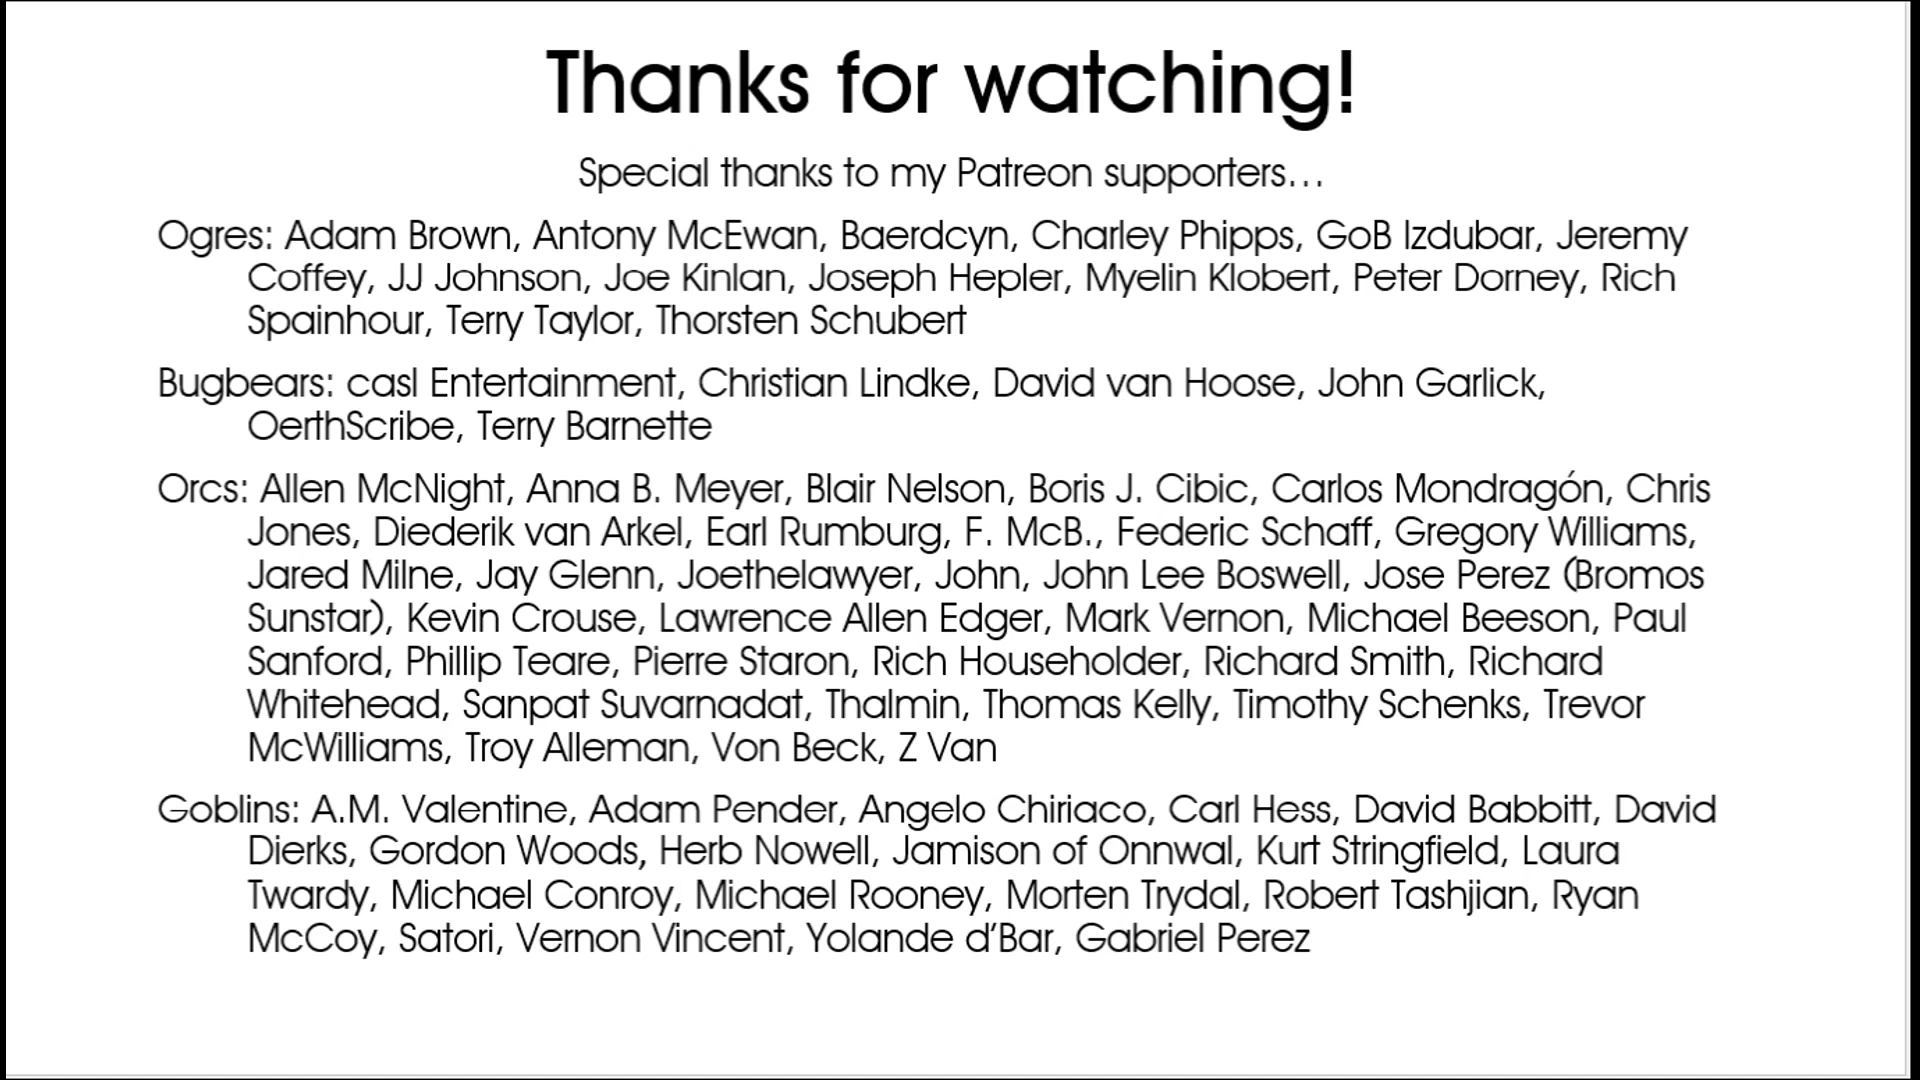 Thanks for watching!
Special thanks to my Patreon supporters…
Ogres: Adam Brown, Antony McEwan, Baerdcyn, Charley Phipps, GoB Izdubar, Jeremy
Coffey, JJ Johnson, Joe Kinlan, Joseph Hepler, Myelin Klobert, Peter Dorney, Rich
Spainhour, Terry Taylor, Thorsten Schubert
Bugbears: casl Entertainment, Christian Lindke, David van Hoose, John Garlick,
OerthScribe, Terry Barnette
Orcs: Allen McNight, Anna B. Meyer, Blair Nelson, Boris J. Cibic, Carlos Mondragón, Chris
Jones, Diederik van Arkel, Earl Rumburg, F. McB., Federic Schaff, Gregory Williams,
Jared Milne, Jay Glenn, Joethelawyer, John, John Lee Boswell, Jose Perez (Bromos
Sunstar), Kevin Crouse, Lawrence Allen Edger, Mark Vernon, Michael Beeson, Paul
Sanford, Phillip Teare, Pierre Staron, Rich Householder, Richard Smith, Richard
Whitehead, Sanpat Suvarnadat, Thalmin, Thomas Kelly, Timothy Schenks, Trevor
McWilliams, Troy Alleman, Von Beck, Z Van
Goblins: A.M. Valentine, Adam Pender, Angelo Chiriaco, Carl Hess, David Babbitt, David
Dierks, Gordon Woods, Herb Nowell, Jamison of Onnwal, Kurt Stringfield, Laura
Twardy, Michael Conroy, Michael Rooney, Morten Trydal, Robert Tashjian, Ryan
McCoy, Satori, Vernon Vincent, Yolande d’Bar, Gabriel Perez